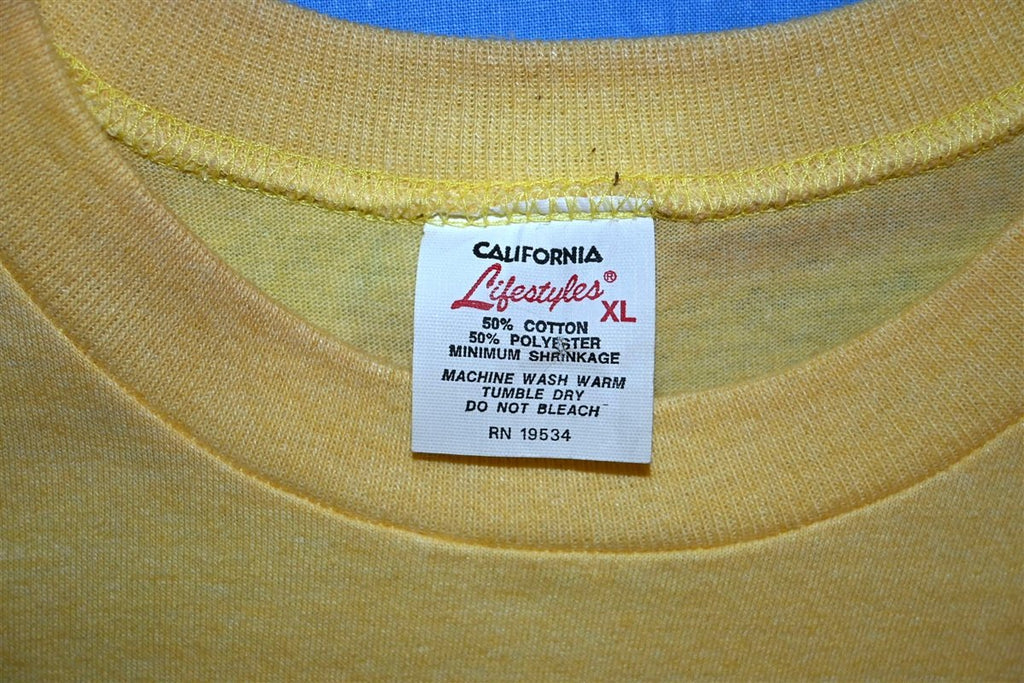 CALIFORNIA
Lifestyles®
XL
50% COTTON
50% POLYESTER
MINIMUM SHRINKAGE
MACHINE WASH WARM
TUMBLE DRY
DO NOT BLEACH
RN 19534